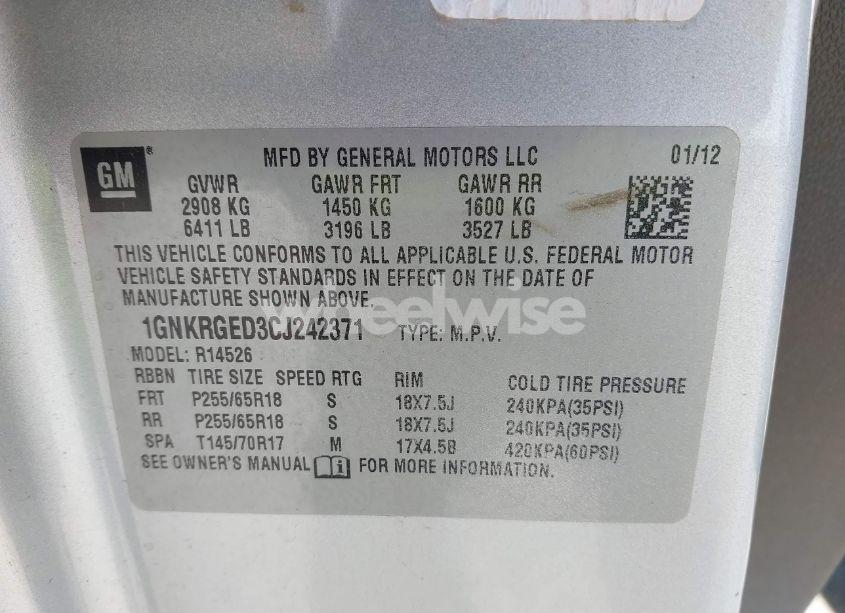 GM ® MFD BY GENERAL MOTORS LLC 01/12
GVWR GAWR FRT GAWR RR
2908 KG 1450 KG 1600 KG
6411 LB 3196 LB 3527 LB
THIS VEHICLE CONFORMS TO ALL APPLICABLE U.S. FEDERAL MOTOR
VEHICLE SAFETY STANDARDS IN EFFECT ON THE DATE OF
MANUFACTURE SHOWN ABOVE.
wheelwise
1GNKRGED3CJ242371 TYPE: M.P.V.
MODEL: R14526
RBBN TIRE SIZE SPEED RTG RIM COLD TIRE PRESSURE
FRT P255/65R18 S 18X7.5J 240KPA(35PSI)
RR P255/65R18 S 18X7.5J 240KPA(35PSI)
SPA T145/70R17 M 17X4.5B 420KPA(60PSI)
SEE OWNER'S MANUAL i FOR MORE INFORMATION.